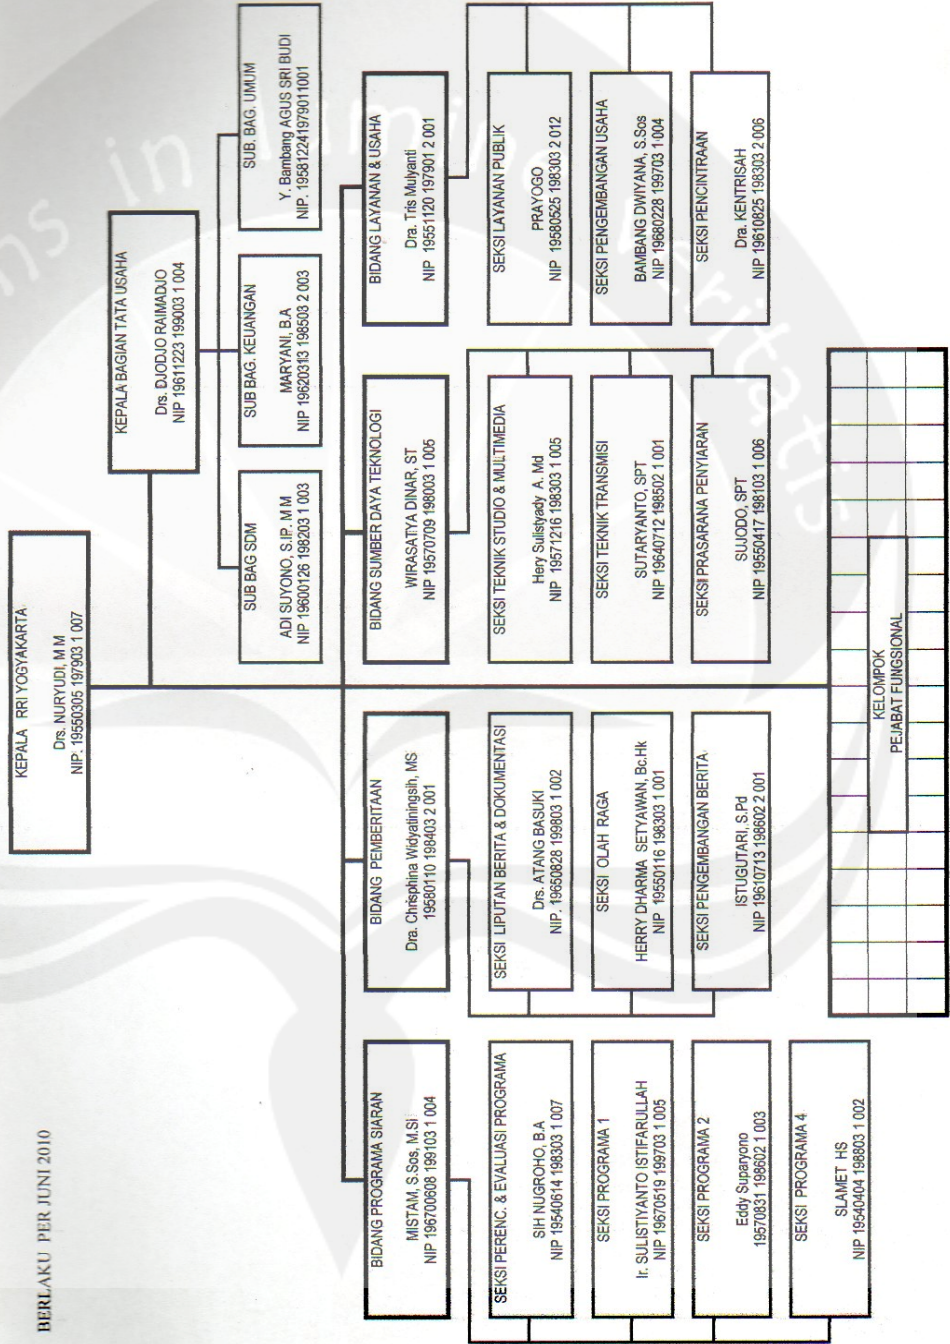 BERLAKU PER JUNI 2010
KEPALA RRI YOGYAKARTA
Drs. NURYUDI, M M
NIP. 19550305 197903 1 007
KEPALA BAGIAN TATA USAHA
Drs. DJODJO RAIMADJO
NIP 19611223 199003 1 004
SUB BAG SDM
ADI SUYONO, S.IP. M M
NIP 19600126 198203 1 003
SUB BAG. KEUANGAN
MARYANI, B.A
NIP 19620313 198503 2 003
SUB. BAG. UMUM
Y. Bambang AGUS SRI BUDI
NIP. 195812241979011001
BIDANG PROGRAMA SIARAN
MISTAM, S.Sos, M.Si
NIP 196700608 199103 1 004
BIDANG PEMBERITAAN
Dra. Chrisphina Widyatiningsih, MS
19580110 198403 2 001
BIDANG SUMBER DAYA TEKNOLOGI
WIRASATYA DINAR, ST
NIP 19570709 198003 1 005
BIDANG LAYANAN & USAHA
Dra. Tris Mulyanti
NIP 19551120 197901 2 001
SEKSI PERENC. & EVALUASI PROGRAMA
SIH NUGROHO, B.A
NIP 19540614 198303 1 007
SEKSI LIPUTAN BERITA & DOKUMENTASI
Drs. ATANG BASUKI
NIP. 19650828 199803 1 002
SEKSI TEKNIK STUDIO & MULTIMEDIA
Hery Sulistyady A. Md
NIP 19571216 198303 1 005
SEKSI LAYANAN PUBLIK
PRAYOGO
NIP 19580525 198303 2 012
SEKSI PROGRAMA 1
Ir. SULISTIYANTO ISTIFARULLAH
NIP 19670519 199703 1 005
SEKSI OLAH RAGA
HERRY DHARMA SETYAWAN, Bc.Hk
NIP 19550116 198303 1 001
SEKSI TEKNIK TRANSMISI
SUTARYANTO, SPT
NIP 19640712 198502 1 001
SEKSI PENGEMBANGAN USAHA
BAMBANG DWIYANA, S.Sos
NIP 19680228 199703 1 004
SEKSI PROGRAMA 2
Eddy Suparyono
19570831 198602 1 003
SEKSI PENGEMBANGAN BERITA
ISTUGUTARI, S.Pd
NIP 19610713 198602 2 001
SEKSI PRASARANA PENYIARAN
SUJODO, SPT
NIP 19550417 198103 1 006
SEKSI PENCINTRAAN
Dra. KENTRISAH
NIP 19610825 198303 2 006
SEKSI PROGRAMA 4
SLAMET HS
NIP 19540404 198803 1 002
KELOMPOK
PEJABAT FUNGSIONAL
in lumine veritatis